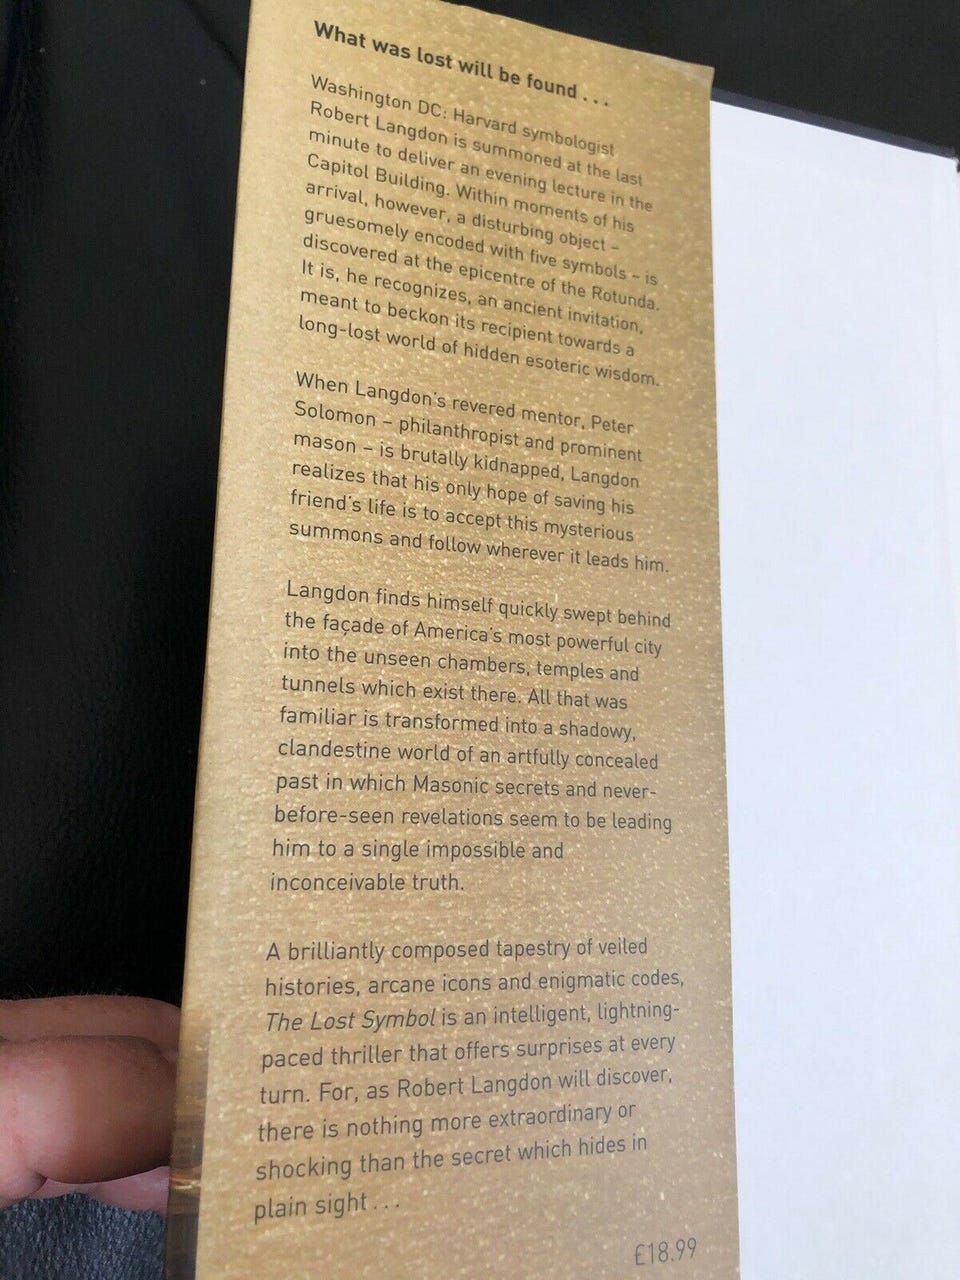 What was lost will be found . . .
Washington DC: Harvard symbologist
Robert Langdon is summoned at the last
minute to deliver an evening lecture in the
Capitol Building. Within moments of his
arrival, however, a disturbing object –
gruesomely encoded with five symbols – is
discovered at the epicentre of the Rotunda.
It is, he recognizes, an ancient invitation,
meant to beckon its recipient towards a
long-lost world of hidden esoteric wisdom.
When Langdon's revered mentor, Peter
Solomon – philanthropist and prominent
mason – is brutally kidnapped, Langdon
realizes that his only hope of saving his
friend's life is to accept this mysterious
summons and follow wherever it leads him.
Langdon finds himself quickly swept behind
the façade of America's most powerful city
into the unseen chambers, temples and
tunnels which exist there. All that was
familiar is transformed into a shadowy,
clandestine world of an artfully concealed
past in which Masonic secrets and never-
before-seen revelations seem to be leading
him to a single impossible and
inconceivable truth.
A brilliantly composed tapestry of veiled
histories, arcane icons and enigmatic codes,
The Lost Symbol is an intelligent, lightning-
paced thriller that offers surprises at every
turn. For, as Robert Langdon will discover,
there is nothing more extraordinary or
shocking than the secret which hides in
plain sight . . .
£18.99